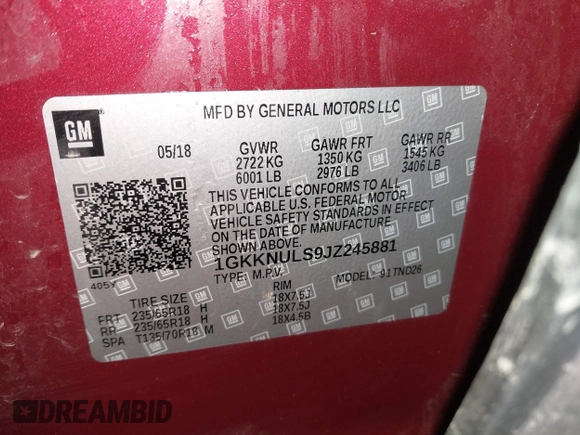 GM
MFD BY GENERAL MOTORS LLC
05/18 GVWR GAWR FRT GAWR RR
2722 KG 1350 KG 1545 KG
6001 LB 2976 LB 3406 LB
THIS VEHICLE CONFORMS TO ALL
APPLICABLE U.S. FEDERAL MOTOR
VEHICLE SAFETY STANDARDS IN EFFECT
ON THE DATE OF MANUFACTURE
SHOWN ABOVE.
1GKKNULS9JZ245881
405Y TYPE: M.P.V. MODEL: 91TND26
TIRE SIZE RIM
FRT 235/65R18 H 18X7.5J
RR 235/65R18 H 18X7.5J
SPA T135/70R18 M 18X4.5B
DREAMBID